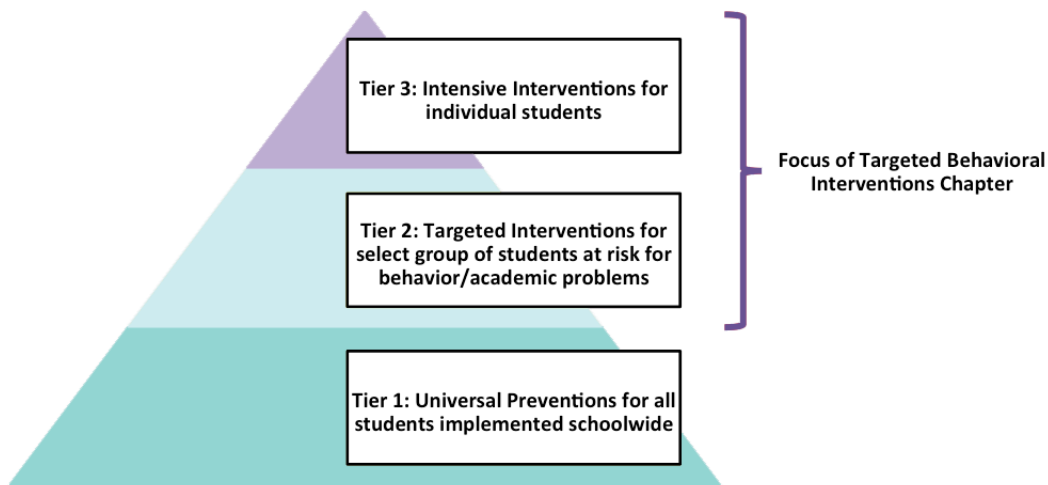 Tier 3: Intensive Interventions for
individual students
Focus of Targeted Behavioral
Interventions Chapter
Tier 2: Targeted Interventions for
select group of students at risk for
behavior/academic problems
Tier 1: Universal Preventions for all
students implemented schoolwide